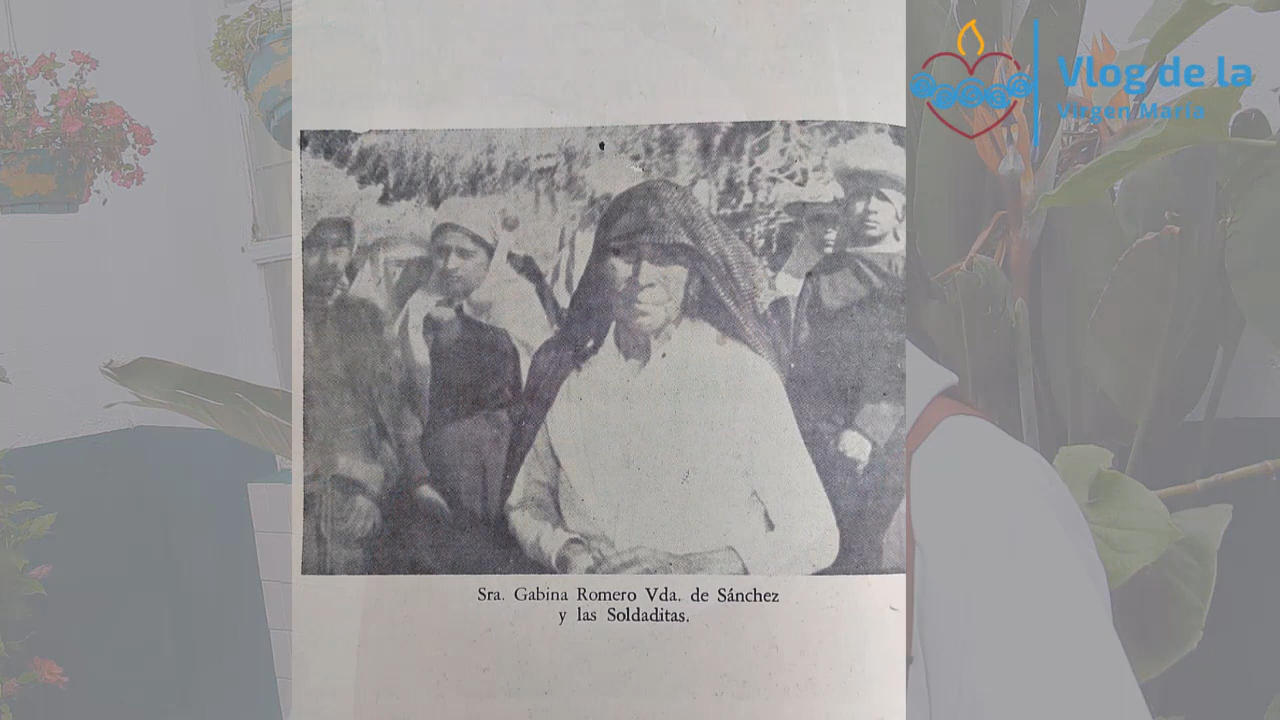 Vlog de la
Virgen María
Sra. Gabina Romero Vda. de Sánchez
y las Soldaditas.